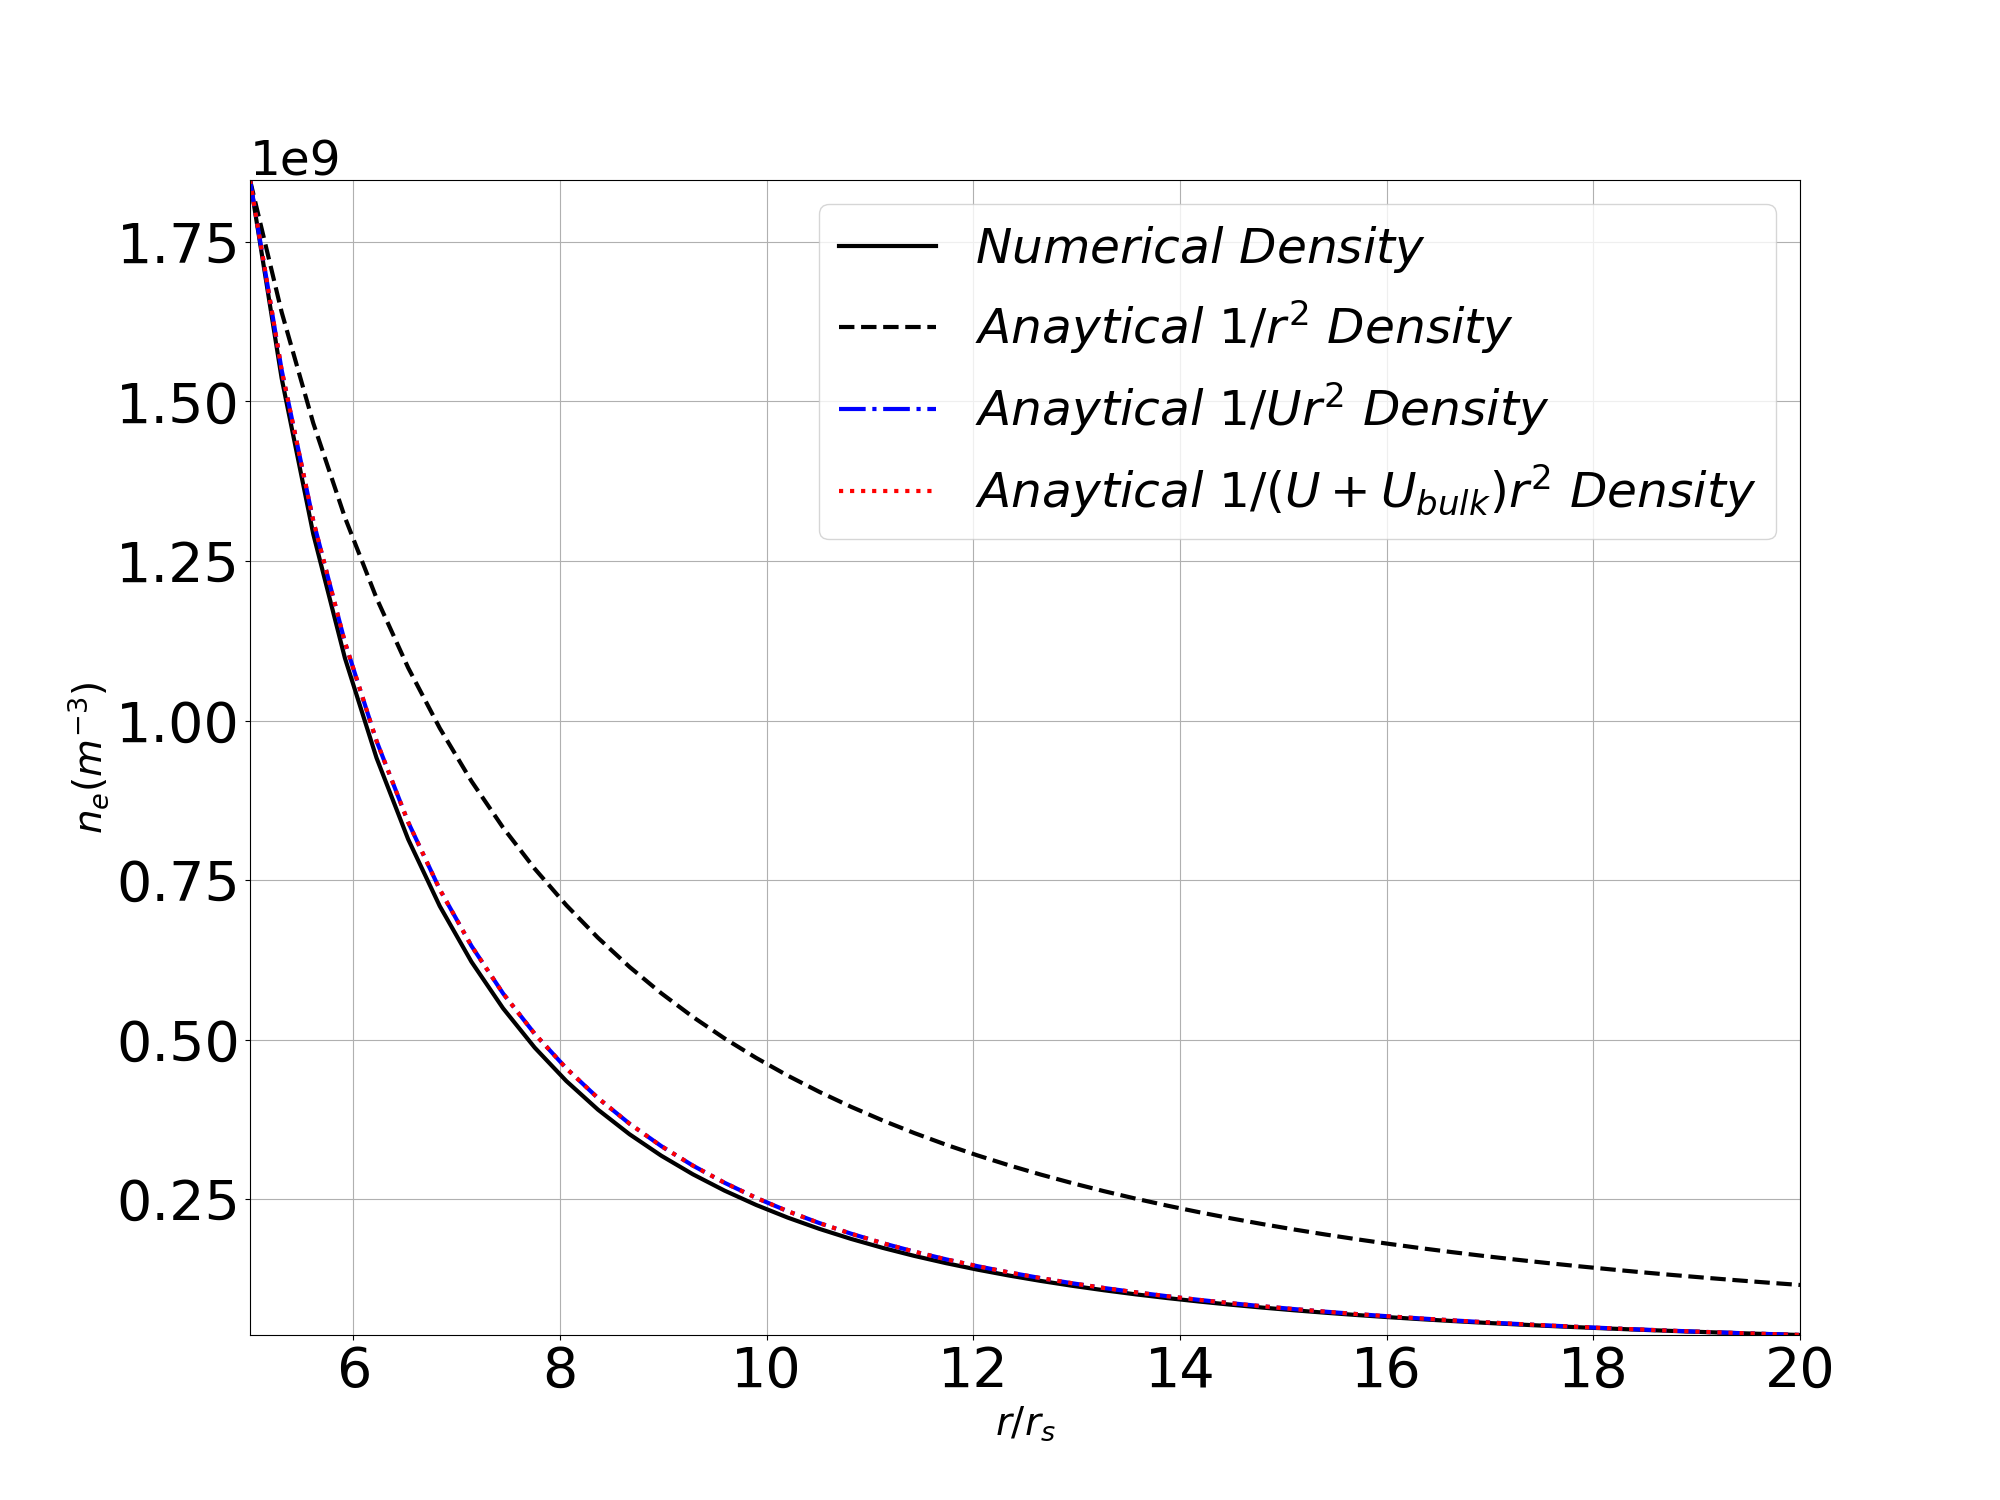 1e9
1.75
1.50
1.25
1.00
0.75
0.50
0.25
n_e(m^{-3})
Numerical Density
Anaytical 1/r² Density
Anaytical 1/Ur² Density
Anaytical 1/(U + U_{bulk})r² Density
6 8 10 12 14 16 18 20
r/r_s